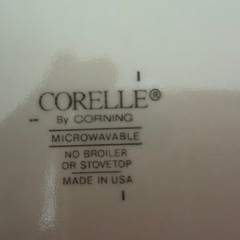 CORELLE®
By CORNING
MICROWAVABLE
NO BROILER
OR STOVETOP
MADE IN USA